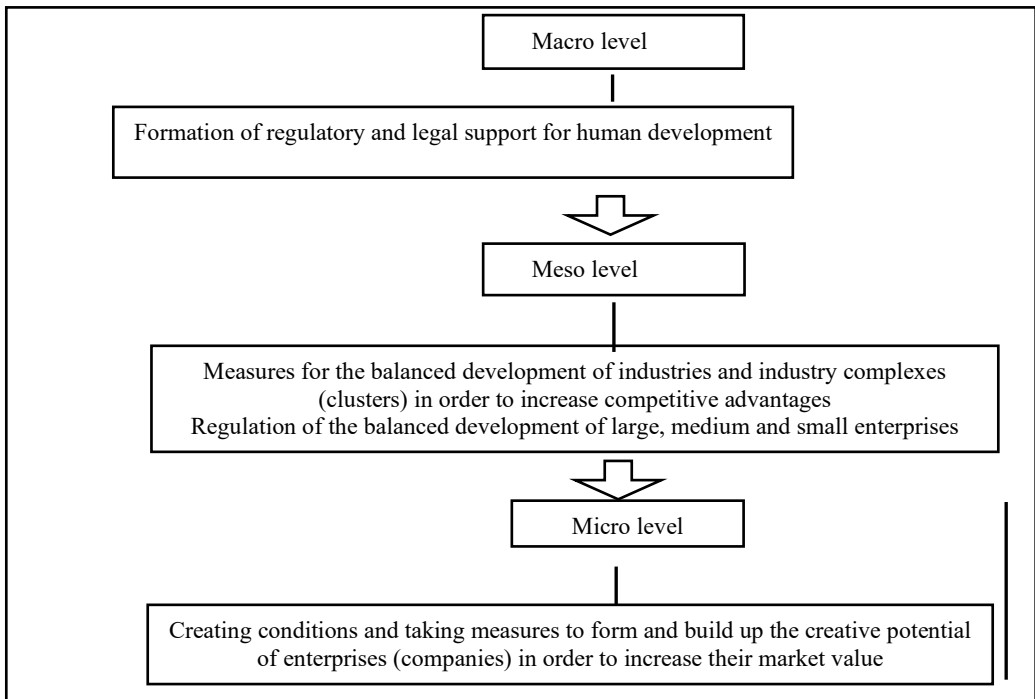 Macro level
Formation of regulatory and legal support for human development
Meso level
Measures for the balanced development of industries and industry complexes
(clusters) in order to increase competitive advantages
Regulation of the balanced development of large, medium and small enterprises
Micro level
Creating conditions and taking measures to form and build up the creative potential
of enterprises (companies) in order to increase their market value